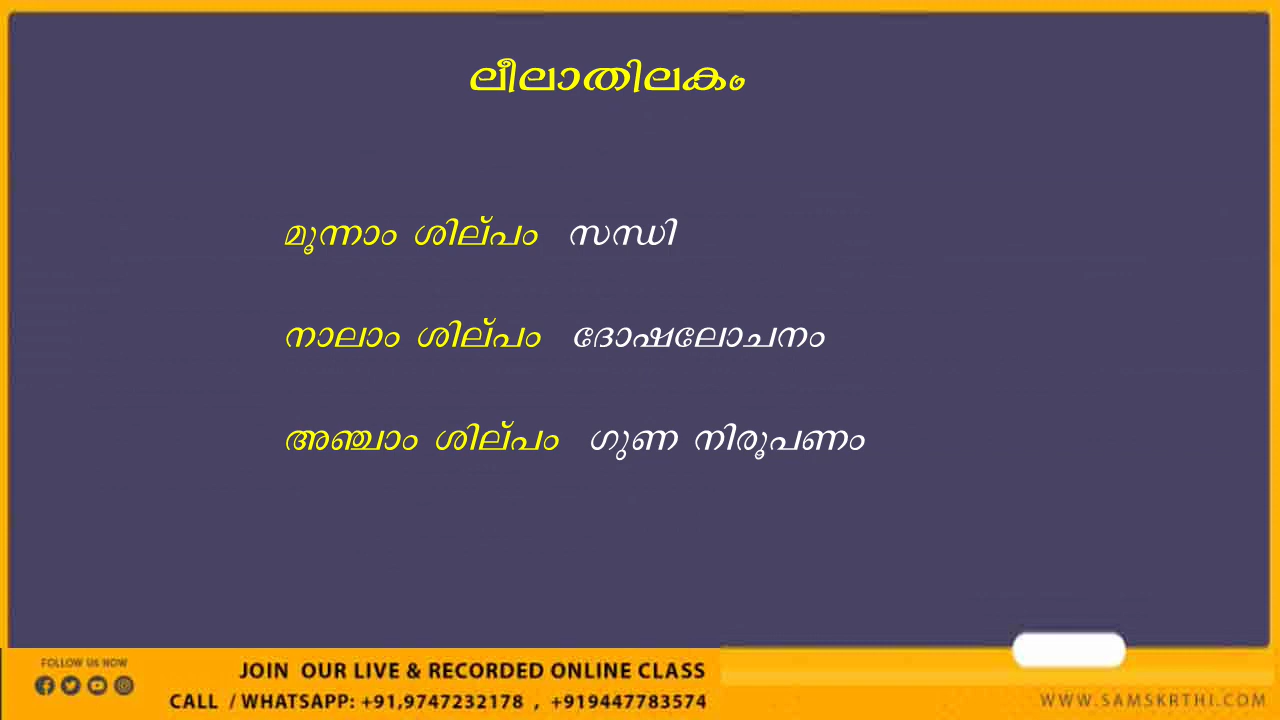 ലീലാതിലകം
മൂന്നാം ശില്പം സന്ധി
നാലാം ശില്പം ദോഷലോചനം
അഞ്ചാം ശില്പം ഗുണ നിരൂപണം
FOLLOW US NOW
JOIN OUR LIVE & RECORDED ONLINE CLASS
CALL / WHATSAPP: +91,9747232178 , +919447783574
WWW.SAMSKRTHI.COM